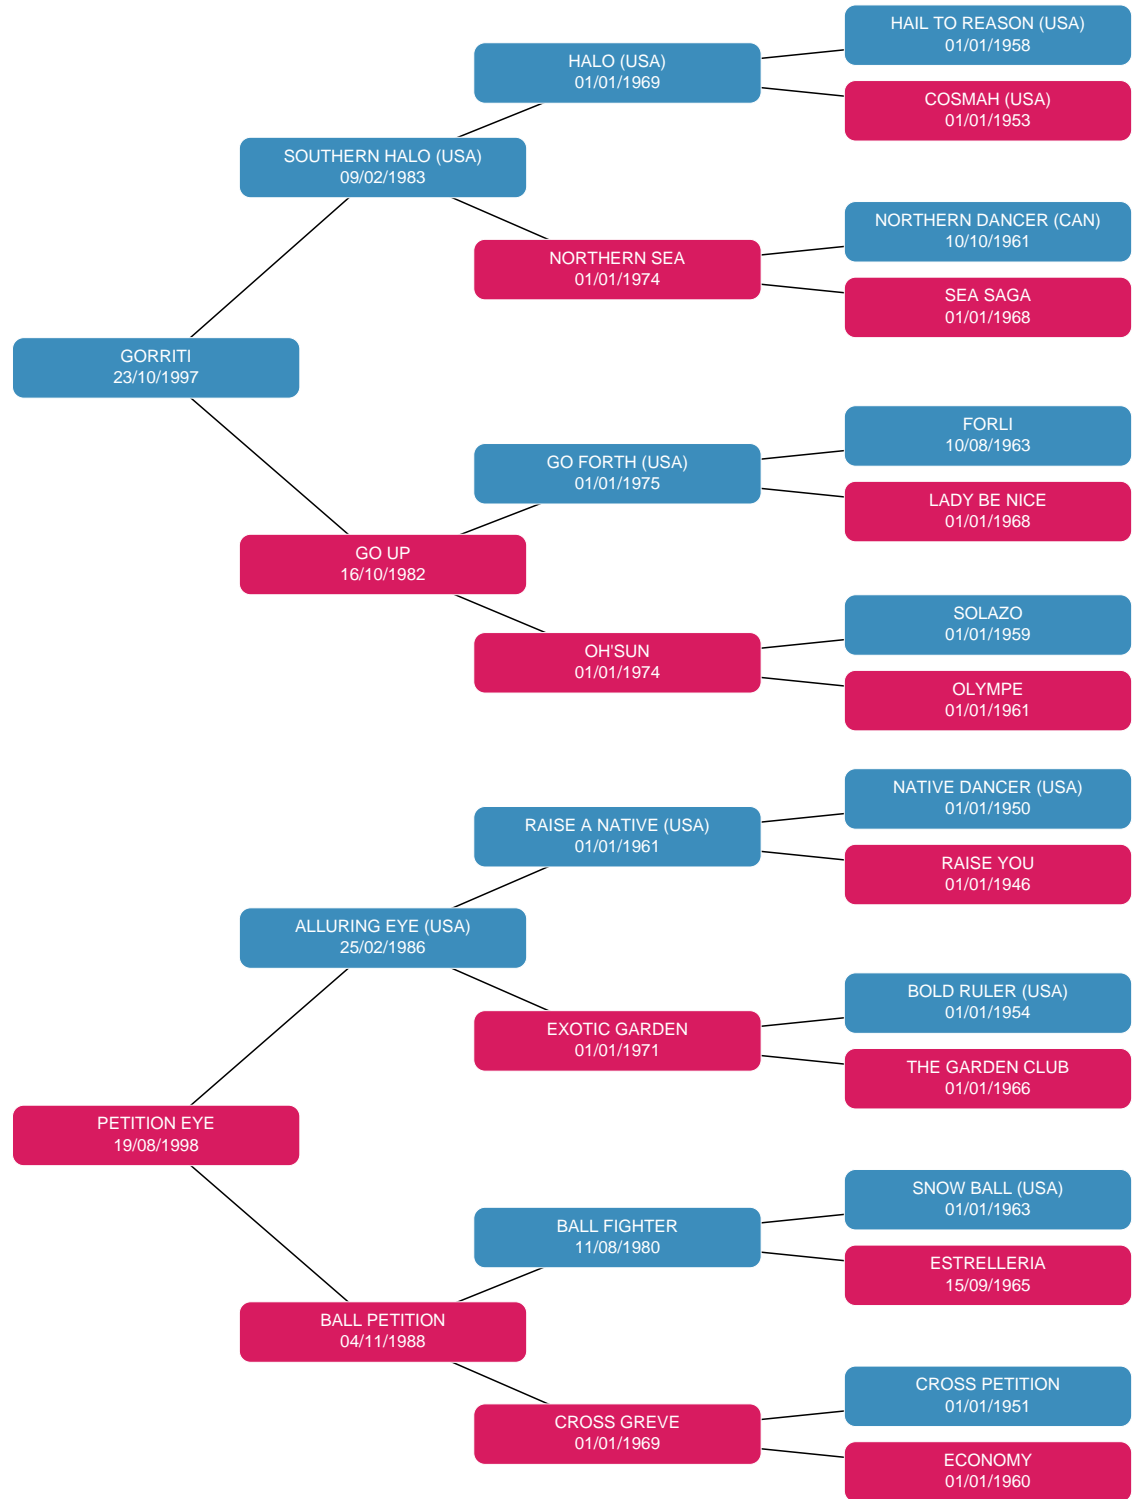 HAIL TO REASON (USA)
01/01/1958
HALO (USA)
01/01/1969
COSMAH (USA)
01/01/1953
SOUTHERN HALO (USA)
09/02/1983
NORTHERN DANCER (CAN)
10/10/1961
NORTHERN SEA
01/01/1974
SEA SAGA
01/01/1968
GORRITI
23/10/1997
FORLI
10/08/1963
GO FORTH (USA)
01/01/1975
LADY BE NICE
01/01/1968
GO UP
16/10/1982
SOLAZO
01/01/1959
OH'SUN
01/01/1974
OLYMPE
01/01/1961
NATIVE DANCER (USA)
01/01/1950
RAISE A NATIVE (USA)
01/01/1961
RAISE YOU
01/01/1946
ALLURING EYE (USA)
25/02/1986
BOLD RULER (USA)
01/01/1954
EXOTIC GARDEN
01/01/1971
THE GARDEN CLUB
01/01/1966
PETITION EYE
19/08/1998
SNOW BALL (USA)
01/01/1963
BALL FIGHTER
11/08/1980
ESTRELLERIA
15/09/1965
BALL PETITION
04/11/1988
CROSS PETITION
01/01/1951
CROSS GREVE
01/01/1969
ECONOMY
01/01/1960